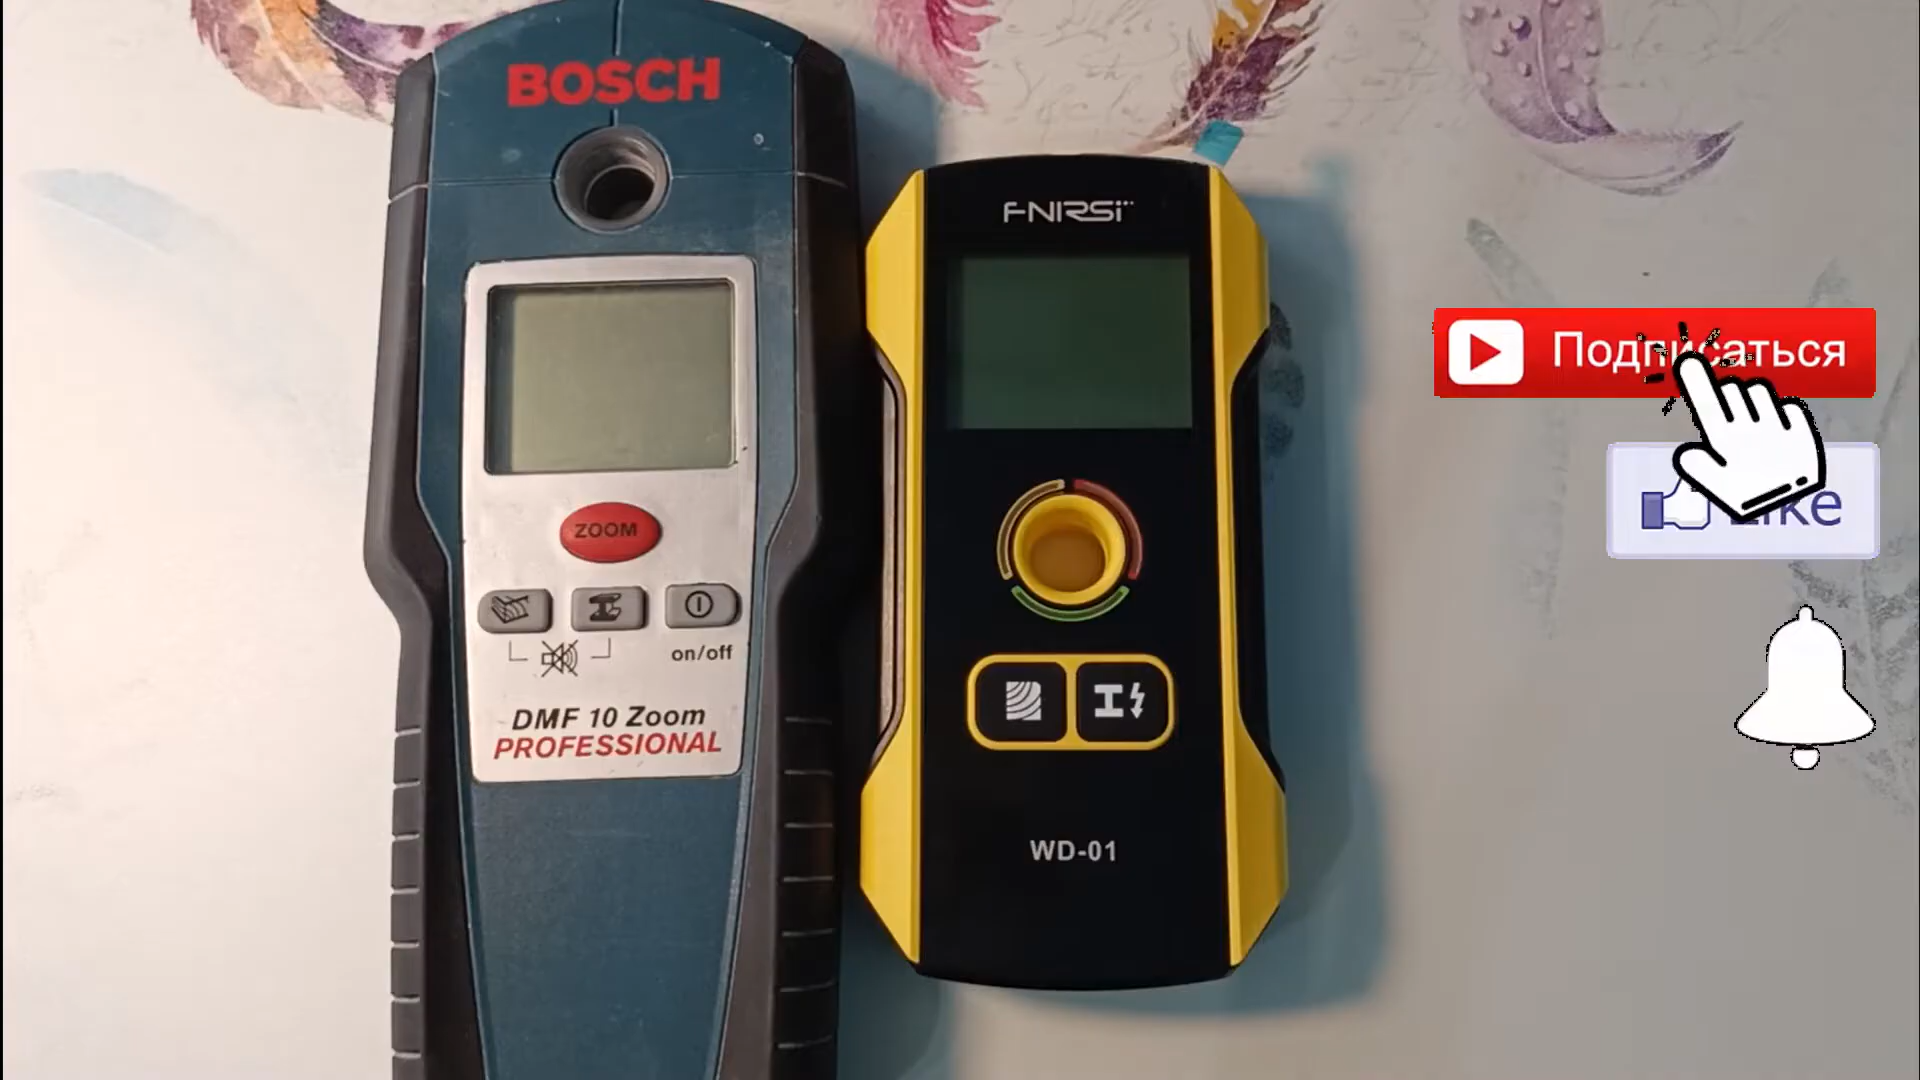 BOSCH
ZOOM
on/off
DMF 10 Zoom
PROFESSIONAL
FNIRSI
WD-01
Подписаться
Like